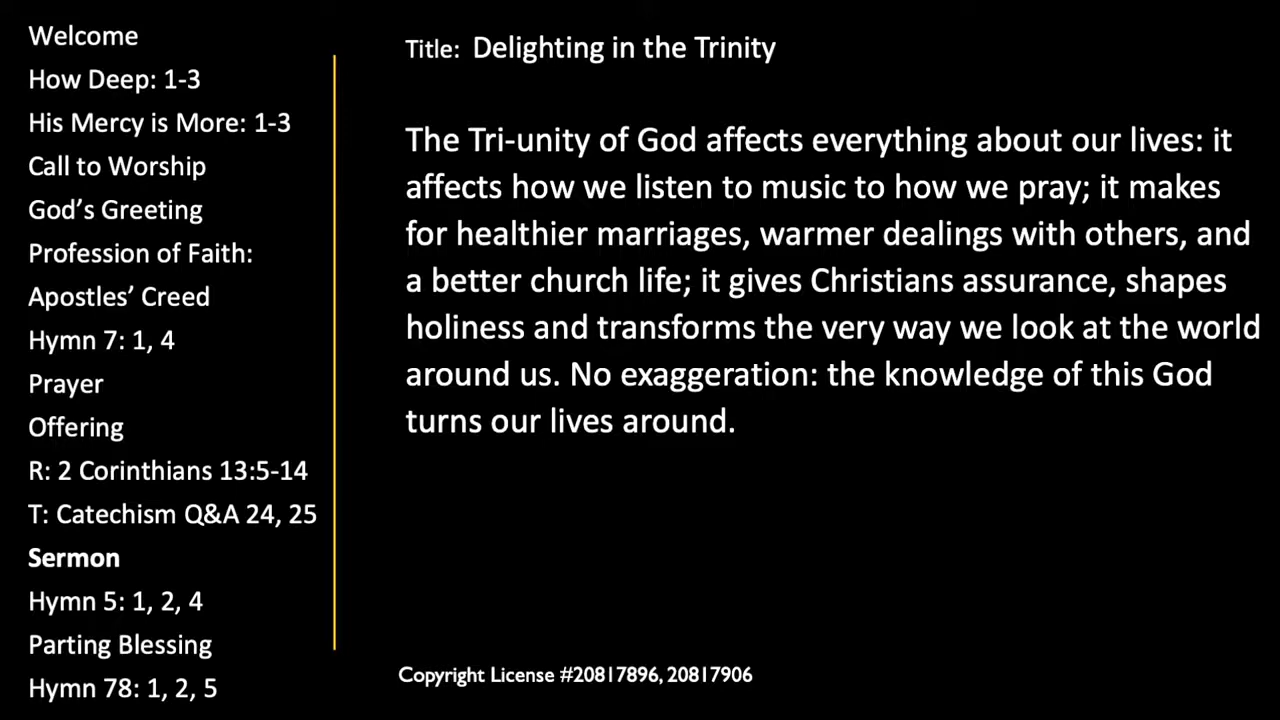 Welcome
How Deep: 1-3
His Mercy is More: 1-3
Call to Worship
God’s Greeting
Profession of Faith:
Apostles’ Creed
Hymn 7: 1, 4
Prayer
Offering
R: 2 Corinthians 13:5-14
T: Catechism Q&A 24, 25
Sermon
Hymn 5: 1, 2, 4
Parting Blessing
Hymn 78: 1, 2, 5
Title: Delighting in the Trinity
The Tri-unity of God affects everything about our lives: it
affects how we listen to music to how we pray; it makes
for healthier marriages, warmer dealings with others, and
a better church life; it gives Christians assurance, shapes
holiness and transforms the very way we look at the world
around us. No exaggeration: the knowledge of this God
turns our lives around.
Copyright License #20817896, 20817906